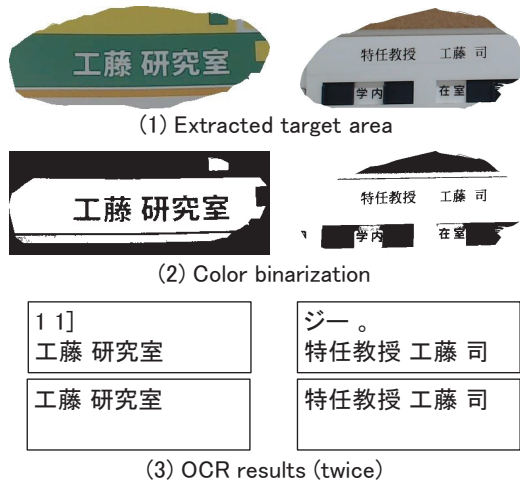 工藤 研究室
特任教授 工藤 司
学内 在室
(1) Extracted target area
工藤 研究室
特任教授 工藤 司
学内 在室
(2) Color binarization
1 1]
工藤 研究室
ジー 。
特任教授 工藤 司
工藤 研究室
特任教授 工藤 司
(3) OCR results (twice)